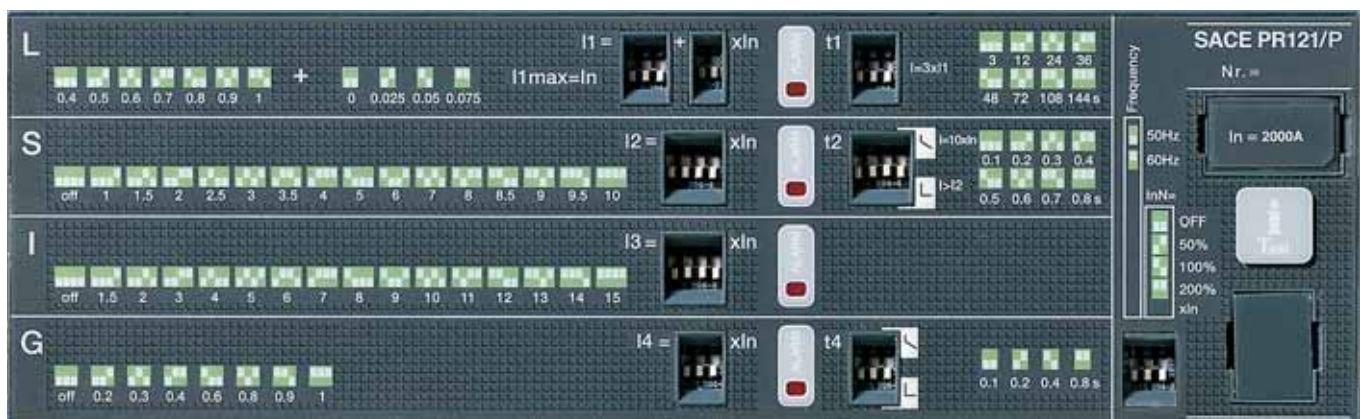 L
0.4 0.5 0.6 0.7 0.8 0.9 1 + 0 0.025 0.05 0.075
I1max=In
I1 = + xIn
ALARM
t1
I=3xI1
3 12 24 36
48 72 108 144 s
S
off 1 1.5 2 2.5 3 3.5 4 5 6 7 8 8.5 9 9.5 10
I2= xIn
ALARM
t2
I=10xIn
I>I2
0.1 0.2 0.3 0.4
0.5 0.6 0.7 0.8 s
I
off 1.5 2 3 4 5 6 7 8 9 10 11 12 13 14 15
I3= xIn
ALARM
G
off 0.2 0.3 0.4 0.6 0.8 0.9 1
I4 = xIn
ALARM
t4
0.1 0.2 0.4 0.8 s
Frequency
50Hz
60Hz
InN=
OFF
50%
100%
200%
xIn
SACE PR121/P
Nr. =
In = 2000A
Test